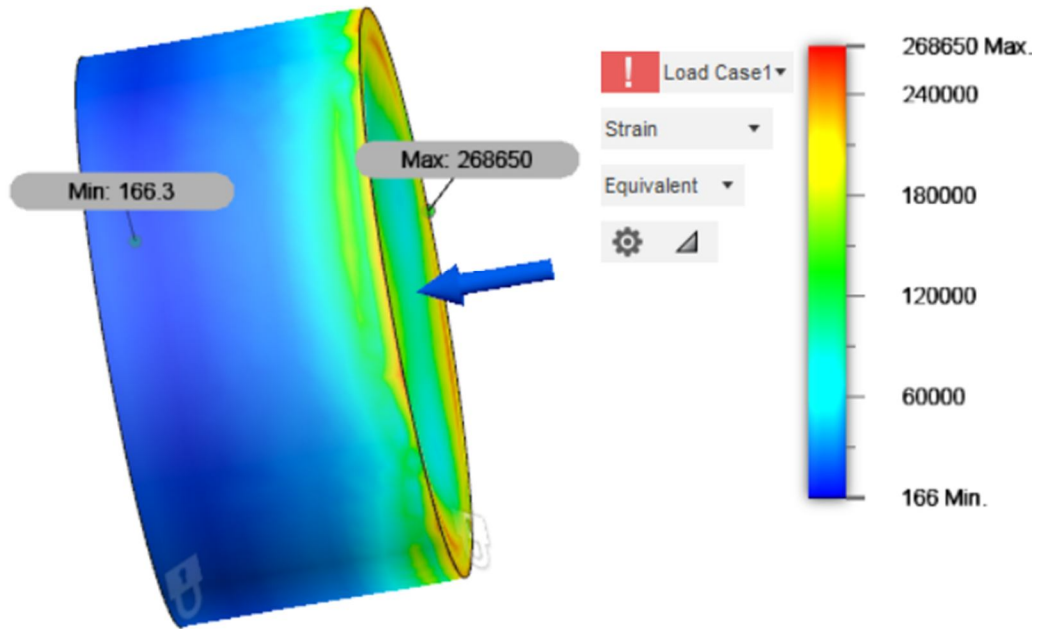 Min: 166.3
Max: 268650
! Load Case1
Strain
Equivalent
268650 Max.
240000
180000
120000
60000
166 Min.